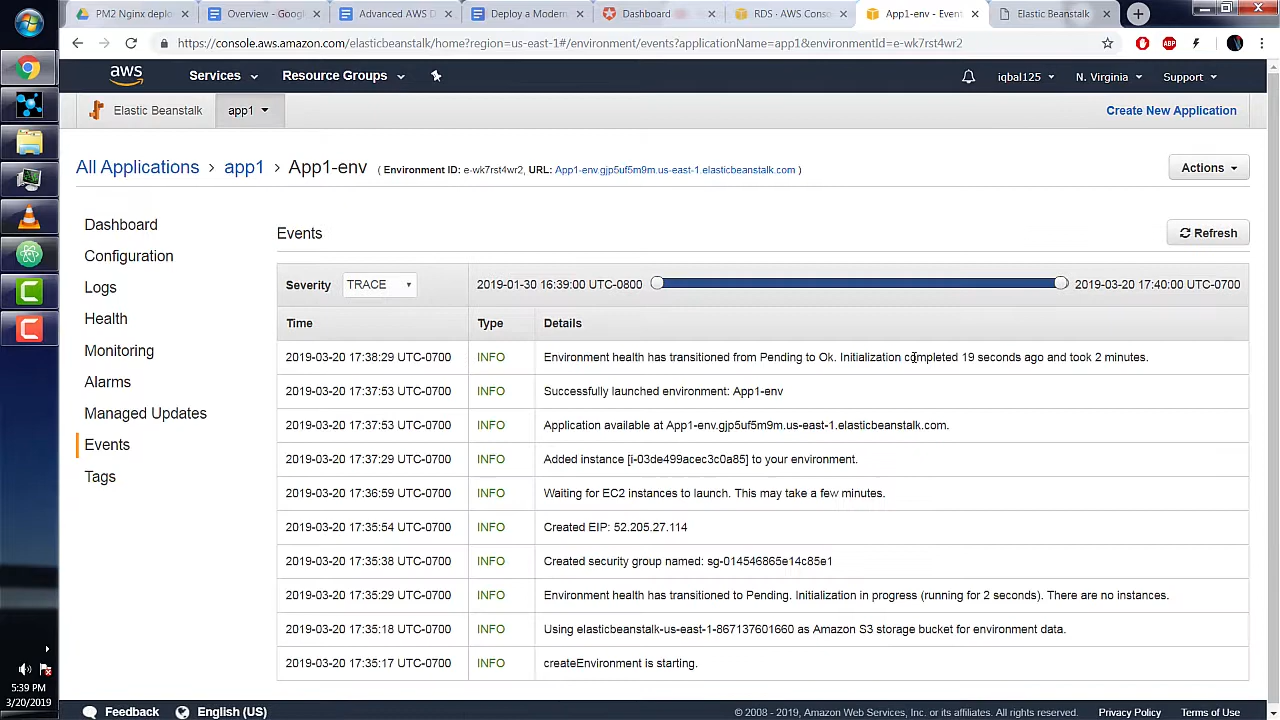 PM2 Nginx deplo
Overview - Goog
Advanced AWS D
Deploy a Mo
Dashboard
RDS · AWS Cons
App1-env - Even
Elastic Beanstalk
https://console.aws.amazon.com/elasticbeanstalk/home?region=us-east-1#/environment/events?applicationName=app1&environmentId=e-wk7rst4wr2
ABP
aws
Services
Resource Groups
iqbal125
N. Virginia
Support
Elastic Beanstalk
app1
Create New Application
All Applications › app1 › App1-env ( Environment ID: e-wk7rst4wr2, URL: App1-env.gjp5uf5m9m.us-east-1.elasticbeanstalk.com )
Actions
Dashboard
Configuration
Logs
Health
Monitoring
Alarms
Managed Updates
Events
Tags
Events
Refresh
Severity TRACE 2019-01-30 16:39:00 UTC-0800 2019-03-20 17:40:00 UTC-0700
Time Type Details
2019-03-20 17:38:29 UTC-0700 INFO Environment health has transitioned from Pending to Ok. Initialization completed 19 seconds ago and took 2 minutes.
2019-03-20 17:37:53 UTC-0700 INFO Successfully launched environment: App1-env
2019-03-20 17:37:53 UTC-0700 INFO Application available at App1-env.gjp5uf5m9m.us-east-1.elasticbeanstalk.com.
2019-03-20 17:37:29 UTC-0700 INFO Added instance [i-03de499acec3c0a85] to your environment.
2019-03-20 17:36:59 UTC-0700 INFO Waiting for EC2 instances to launch. This may take a few minutes.
2019-03-20 17:35:54 UTC-0700 INFO Created EIP: 52.205.27.114
2019-03-20 17:35:38 UTC-0700 INFO Created security group named: sg-014546865e14c85e1
2019-03-20 17:35:29 UTC-0700 INFO Environment health has transitioned to Pending. Initialization in progress (running for 2 seconds). There are no instances.
2019-03-20 17:35:18 UTC-0700 INFO Using elasticbeanstalk-us-east-1-867137601660 as Amazon S3 storage bucket for environment data.
2019-03-20 17:35:17 UTC-0700 INFO createEnvironment is starting.
5:39 PM
3/20/2019
Feedback
English (US)
© 2008 - 2019, Amazon Web Services, Inc. or its affiliates. All rights reserved.
Privacy Policy
Terms of Use